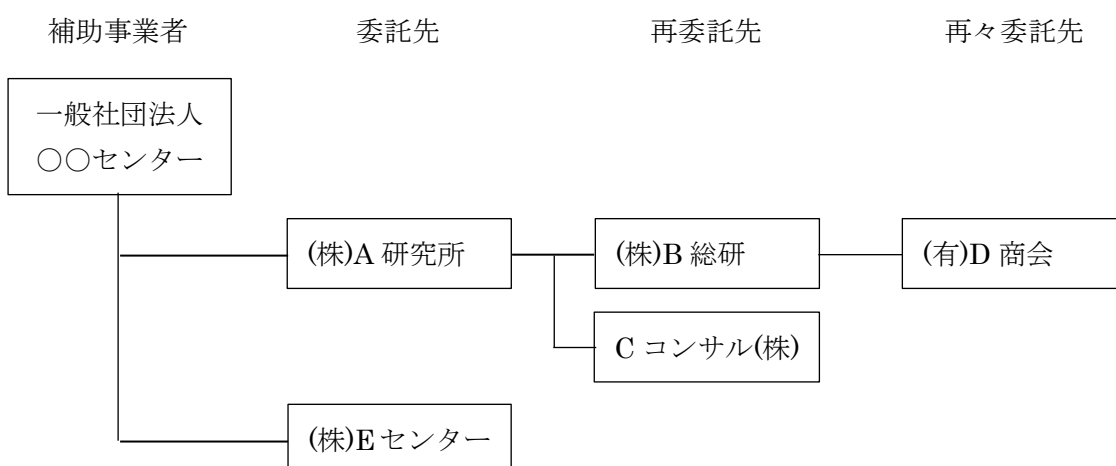 補助事業者 委託先 再委託先 再々委託先
一般社団法人
○○センター
(株)A 研究所 (株)B 総研 (有)D 商会
C コンサル(株)
(株)E センター